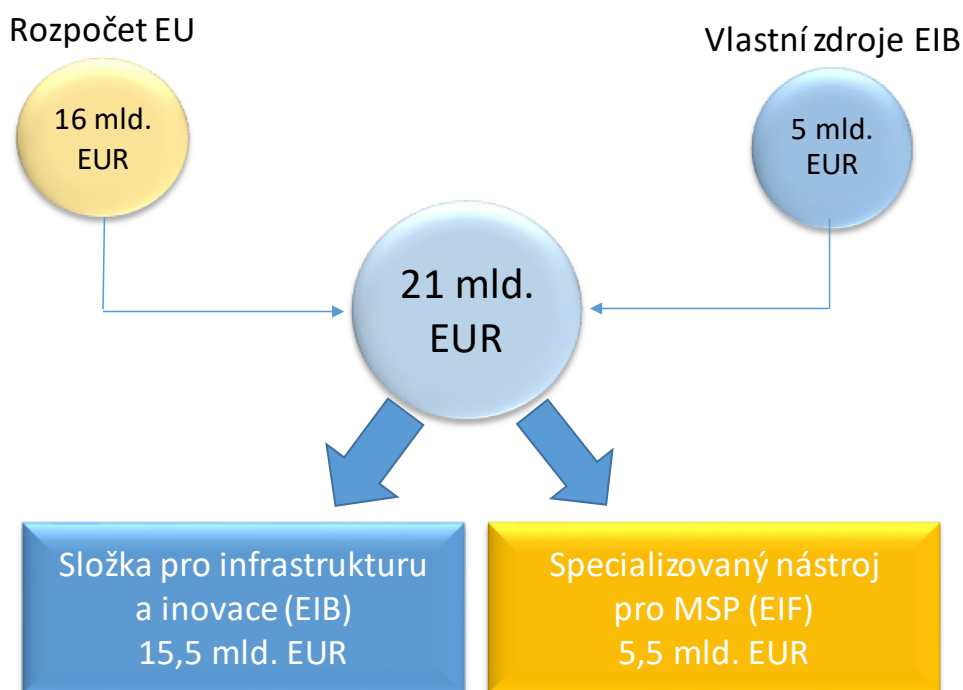 Rozpočet EU
Vlastní zdroje EIB
16 mld.
EUR
5 mld.
EUR
21 mld.
EUR
Složka pro infrastrukturu
a inovace (EIB)
15,5 mld. EUR
Specializovaný nástroj
pro MSP (EIF)
5,5 mld. EUR